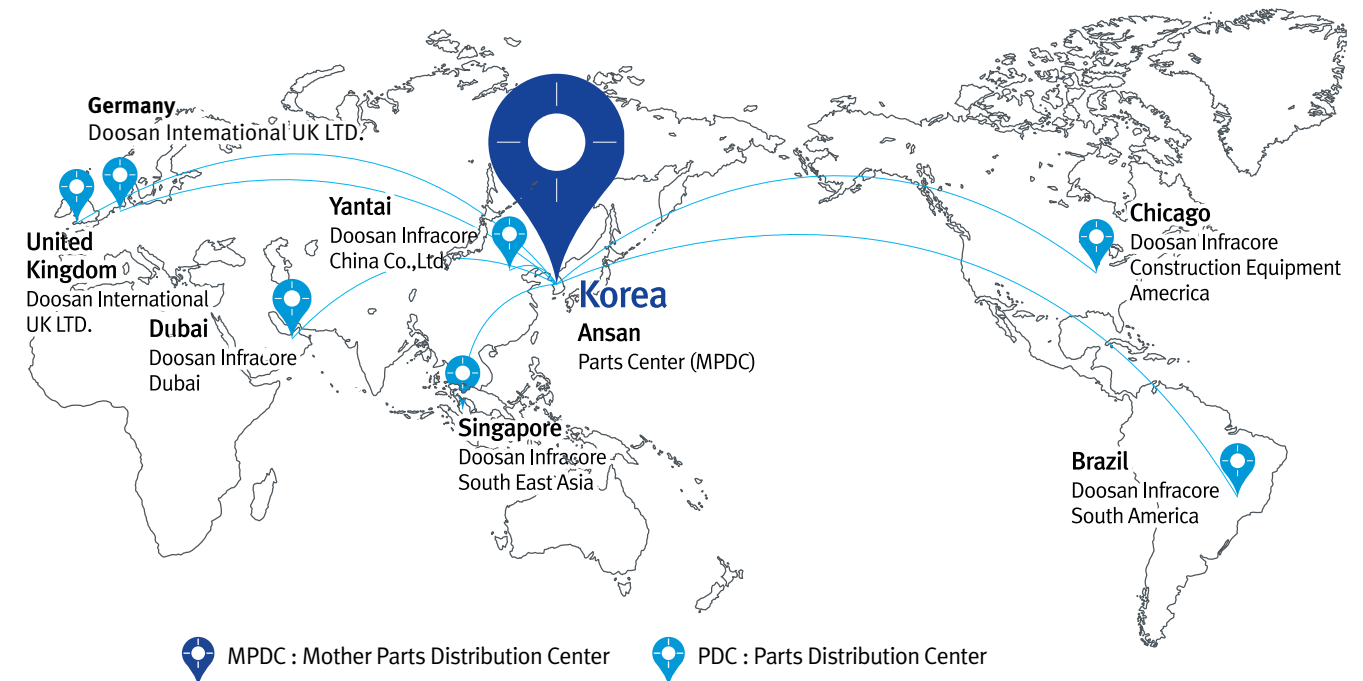 Germany
Doosan Intemational UK LTD.
United
Kingdom
Doosan International
UK LTD.
Yantai
Doosan Infracore
China Co.,Ltd.
Dubai
Doosan Infracore
Dubai
Korea
Ansan
Parts Center (MPDC)
Singapore
Doosan Infracore
South East Asia
Chicago
Doosan Infracore
Construction Equipment
Amecrica
Brazil
Doosan Infracore
South America
MPDC : Mother Parts Distribution Center
PDC : Parts Distribution Center